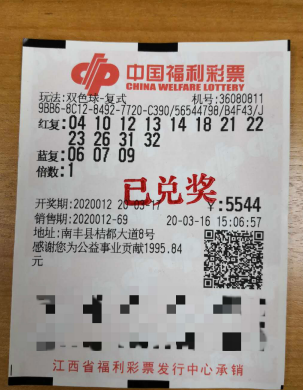 中国福利彩票
CHINA WELFARE LOTTERY
玩法:双色球-复式 机号:36080811
9BB6-8C12-8492-7720-C390/56544798/B4F43/J
红复:04 10 12 13 14 18 21 22
23 26 31 32
蓝复:06 07 09
倍数:1
已兑奖
开奖期:2020012 20-03-17 ¥:5544
销售期:2020012-69 20-03-16 15:06:57
地址:南丰县桔都大道8号
感谢您为公益事业贡献1995.84
元
江西省福利彩票发行中心承销